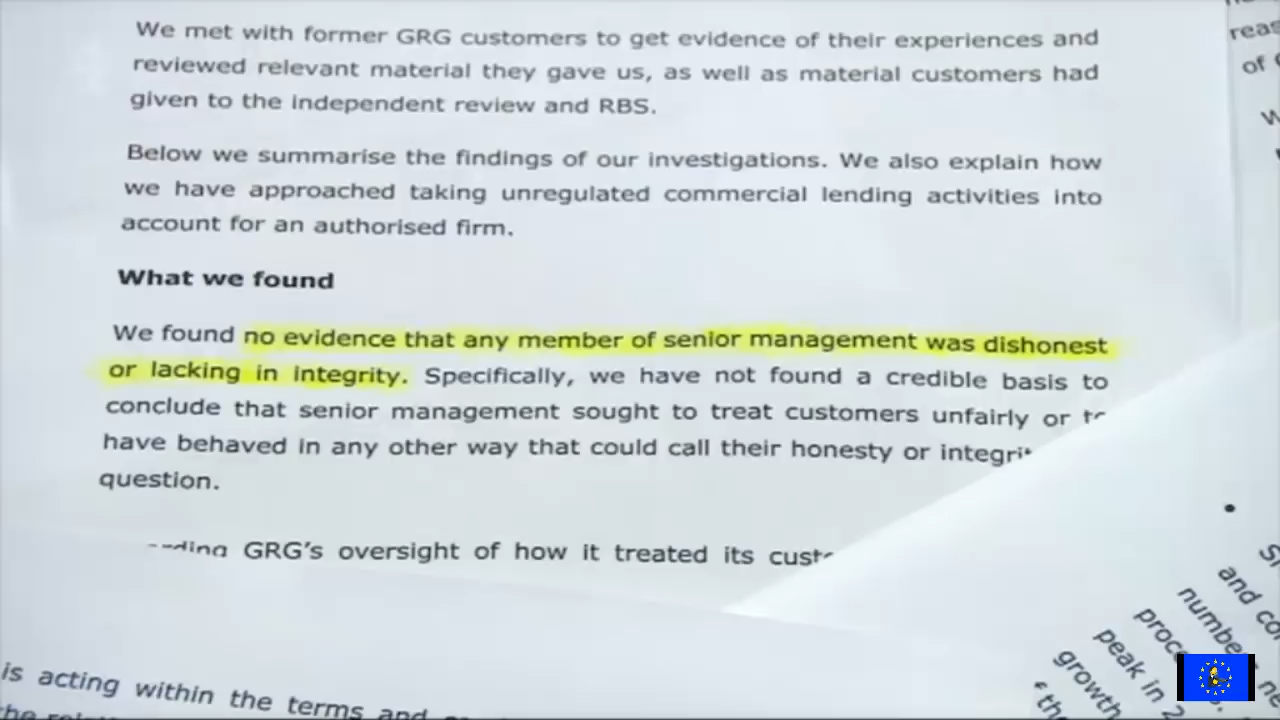 We met with former GRG customers to get evidence of their experiences and
reviewed relevant material they gave us, as well as material customers had
given to the independent review and RBS.
Below we summarise the findings of our investigations. We also explain how
we have approached taking unregulated commercial lending activities into
account for an authorised firm.
What we found
We found no evidence that any member of senior management was dishonest
or lacking in integrity. Specifically, we have not found a credible basis to
conclude that senior management sought to treat customers unfairly or to
have behaved in any other way that could call their honesty or
question.
GRG's oversight of how it treated its
is acting within the terms and
of
and
peak in
growth